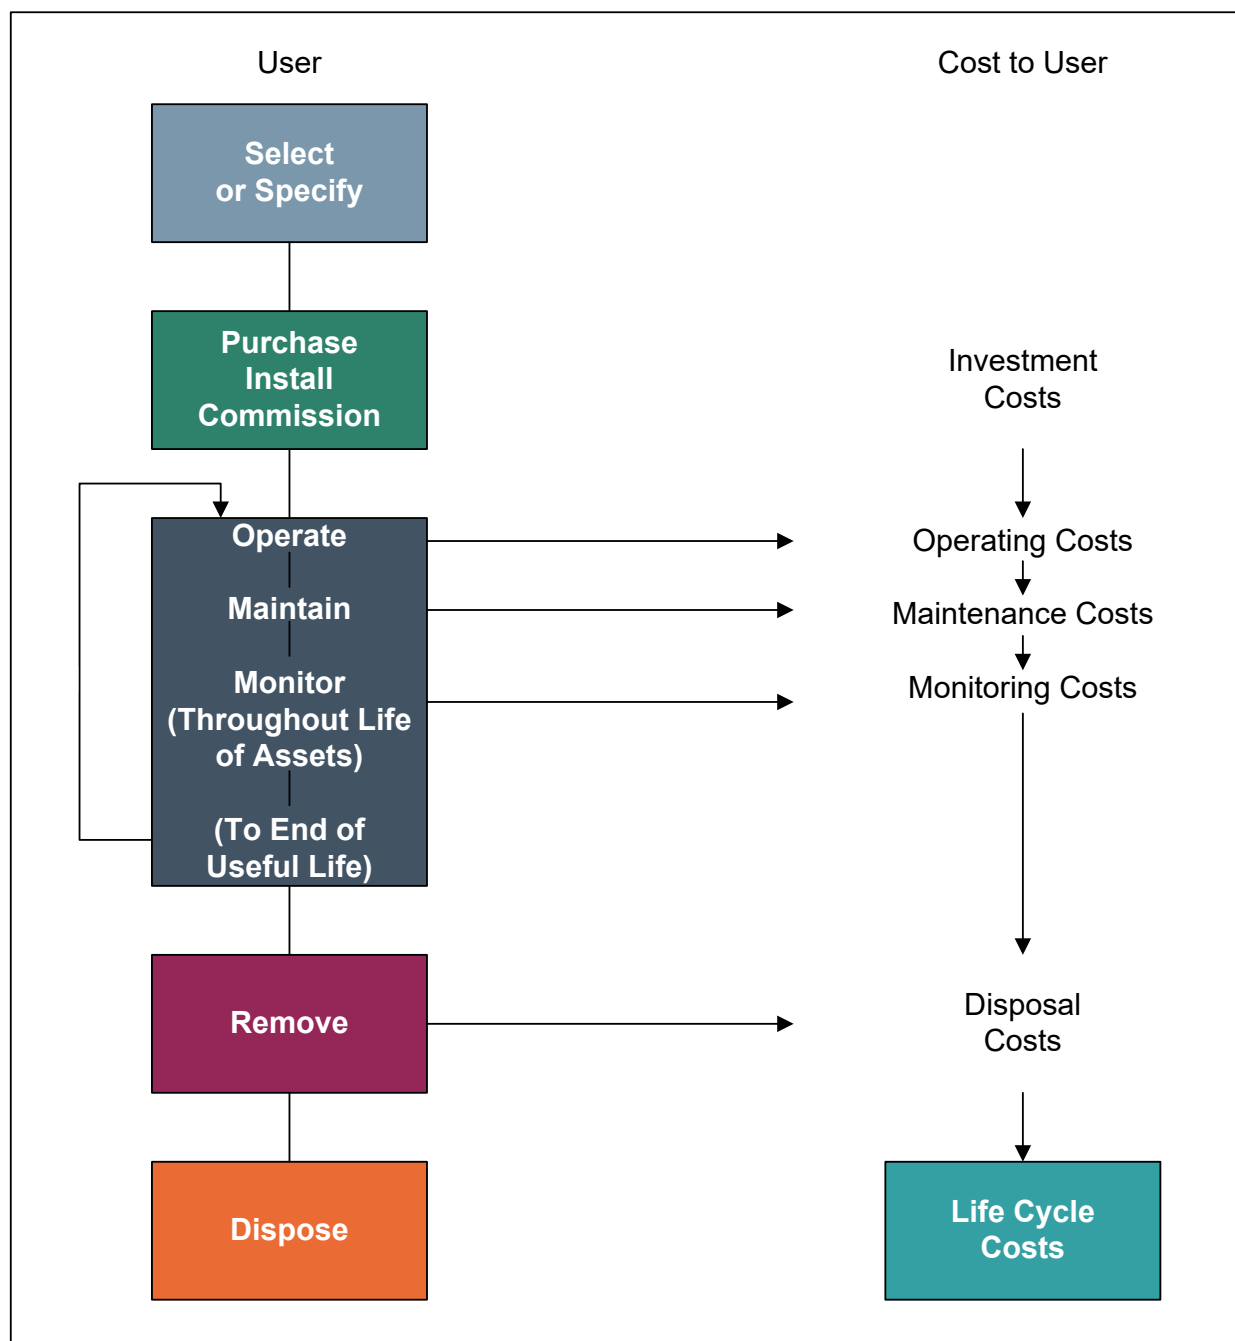 User
Cost to User
Select
or Specify
Purchase
Install
Commission
Investment
Costs
Operate
Operating Costs
Maintain
Maintenance Costs
Monitor
(Throughout Life
of Assets)
Monitoring Costs
(To End of
Useful Life)
Remove
Disposal
Costs
Dispose
Life Cycle
Costs